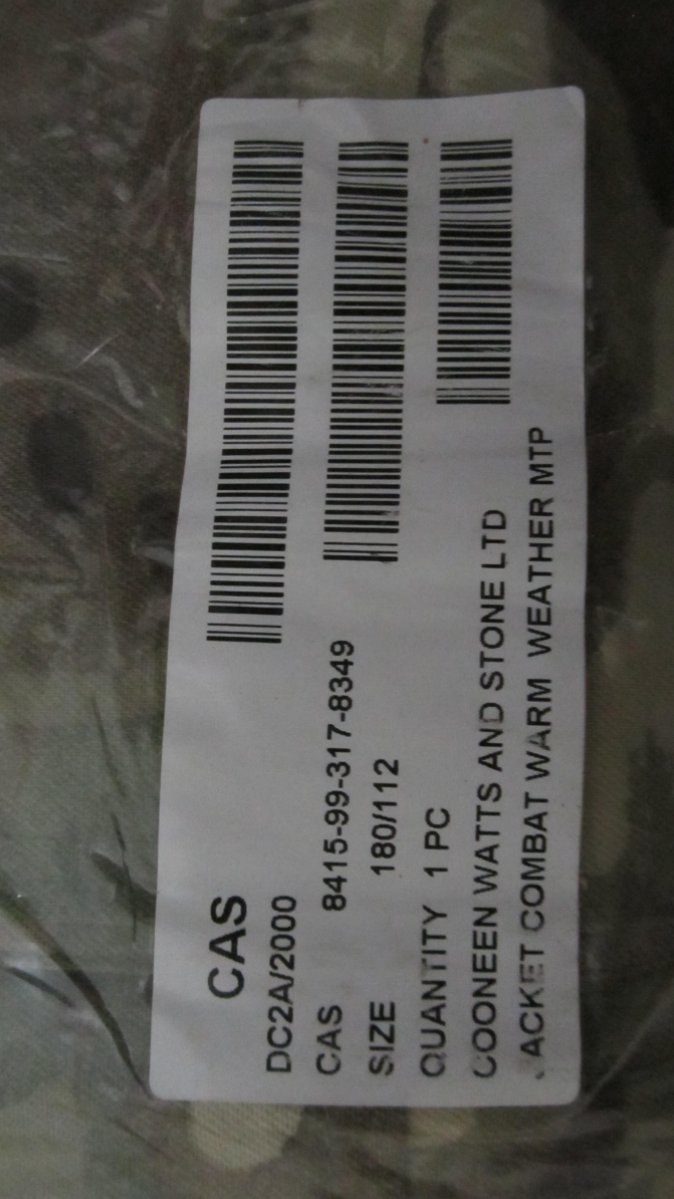 CAS
DC2A/2000
CAS 8415-99-317-8349
SIZE 180/112
QUANTITY 1 PC
COONEEN WATTS AND STONE LTD
JACKET COMBAT WARM WEATHER MTP